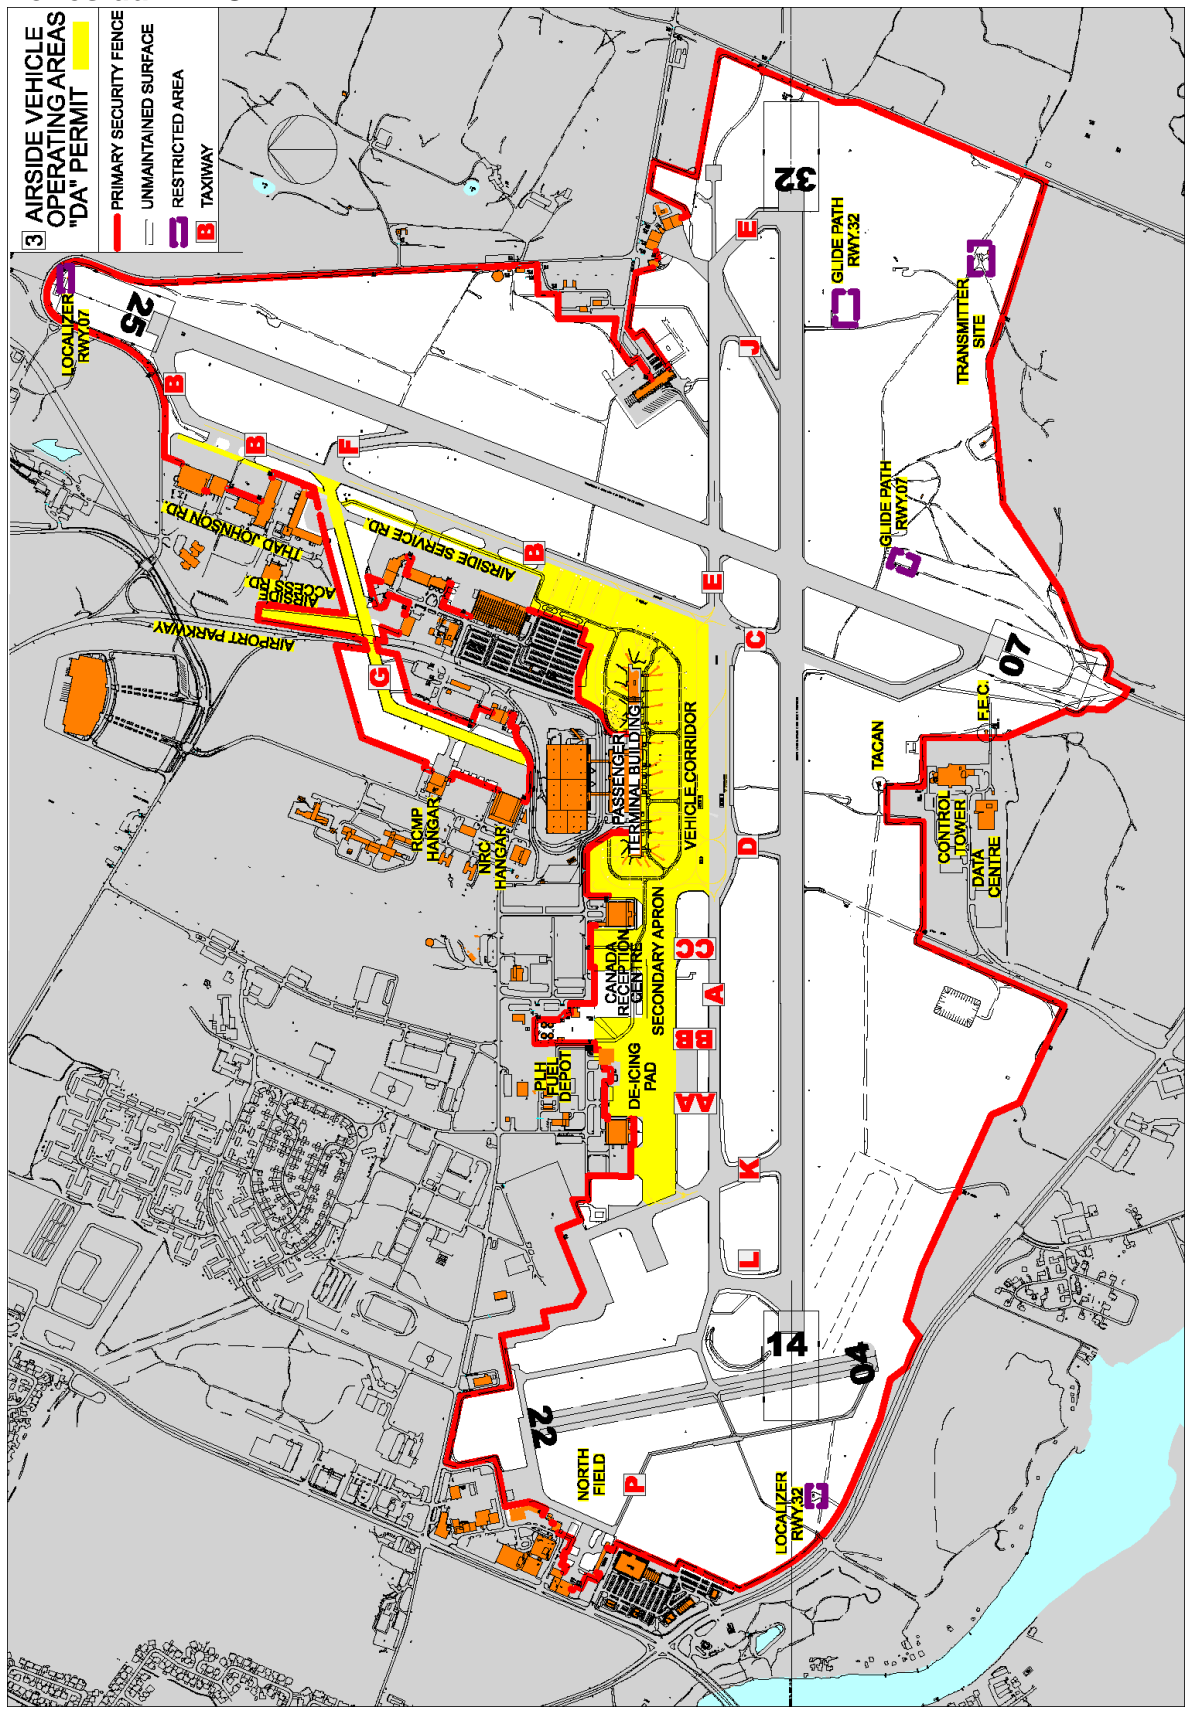 3 AIRSIDE VEHICLE
OPERATING AREAS
"DA" PERMIT
PRIMARY SECURITY FENCE
UNMAINTAINED SURFACE
RESTRICTED AREA
B TAXIWAY
LOCALIZER
RWY.07
25
B
B
F
THAD JOHNSON RD.
AIRSIDE
ACCESS RD.
AIRPORT PARKWAY
AIRSIDE SERVICE RD.
B
G
E
J
E
C
32
GLIDE PATH
RWY.32
TRANSMITTER
SITE
GLIDE PATH
RWY.07
07
F.E.C.
TACAN
CONTROL
TOWER
DATA
CENTRE
RCMP
HANGAR
NRC
HANGAR
PASSENGER
TERMINAL BUILDING
VEHICLE CORRIDOR
D
CANADA
RECEPTION
CENTRE
SECONDARY APRON
CC
A
BB
AA
PLH
FUEL
DEPOT
DE-ICING
PAD
K
L
14
04
22
NORTH
FIELD
P
LOCALIZER
RWY.32